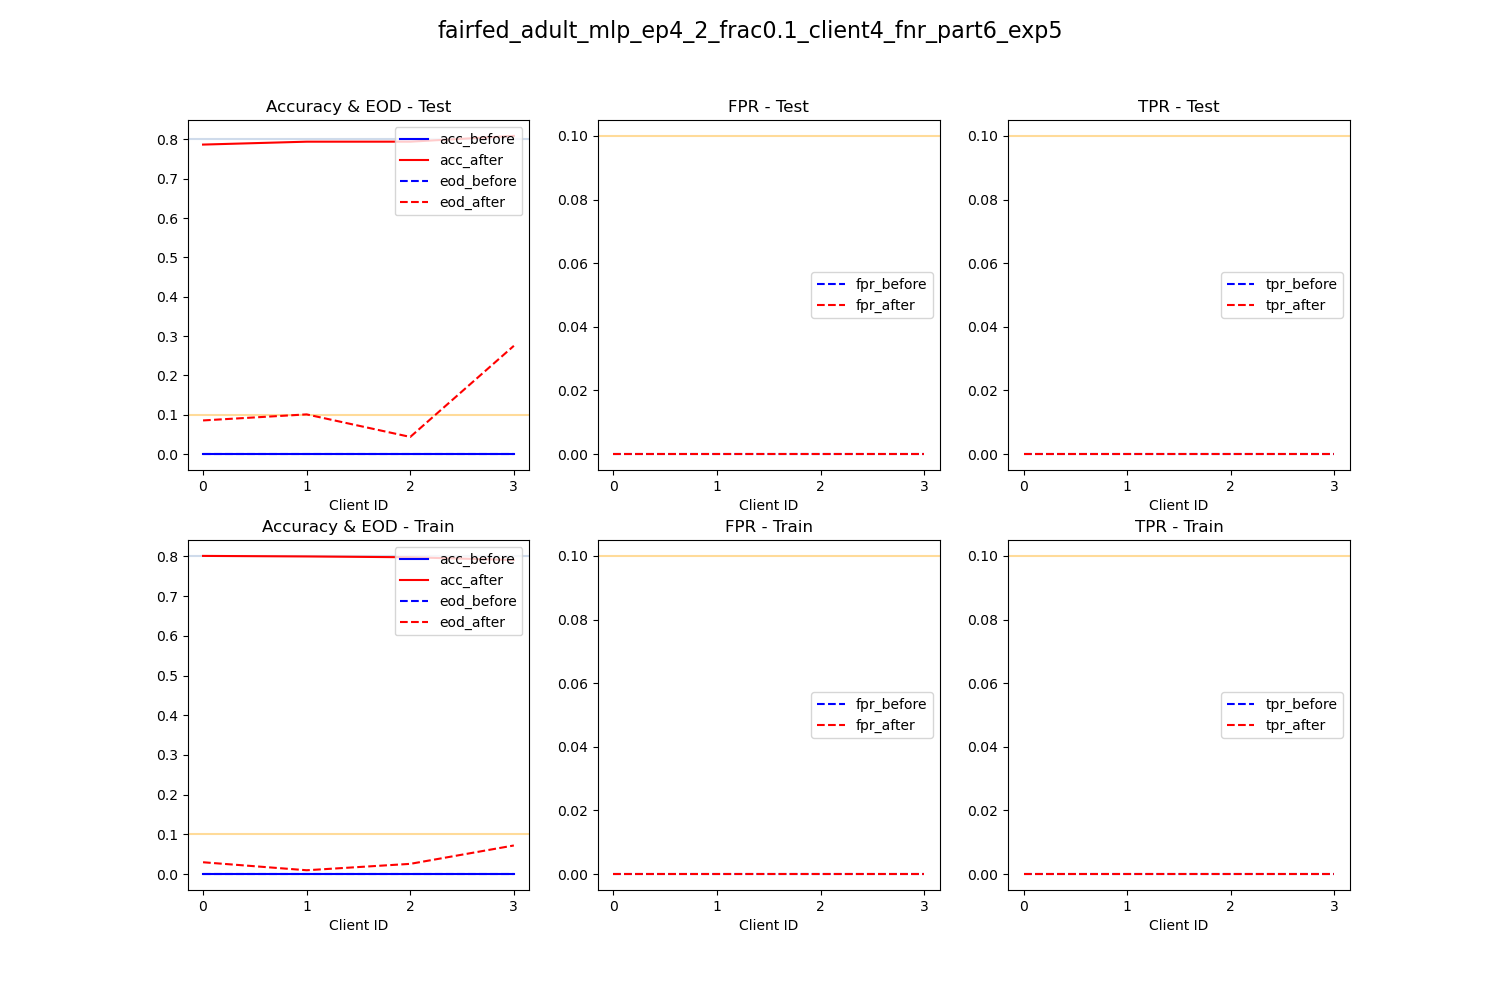 fairfed_adult_mlp_ep4_2_frac0.1_client4_fnr_part6_exp5
Accuracy & EOD - Test
0.8
0.7
0.6
0.5
0.4
0.3
0.2
0.1
0.0
acc_before
acc_after
eod_before
eod_after
0 1 2 3
Client ID
FPR - Test
0.10
0.08
0.06
0.04
0.02
0.00
fpr_before
fpr_after
0 1 2 3
Client ID
TPR - Test
0.10
0.08
0.06
0.04
0.02
0.00
tpr_before
tpr_after
0 1 2 3
Client ID
Accuracy & EOD - Train
0.8
0.7
0.6
0.5
0.4
0.3
0.2
0.1
0.0
acc_before
acc_after
eod_before
eod_after
0 1 2 3
Client ID
FPR - Train
0.10
0.08
0.06
0.04
0.02
0.00
fpr_before
fpr_after
0 1 2 3
Client ID
TPR - Train
0.10
0.08
0.06
0.04
0.02
0.00
tpr_before
tpr_after
0 1 2 3
Client ID